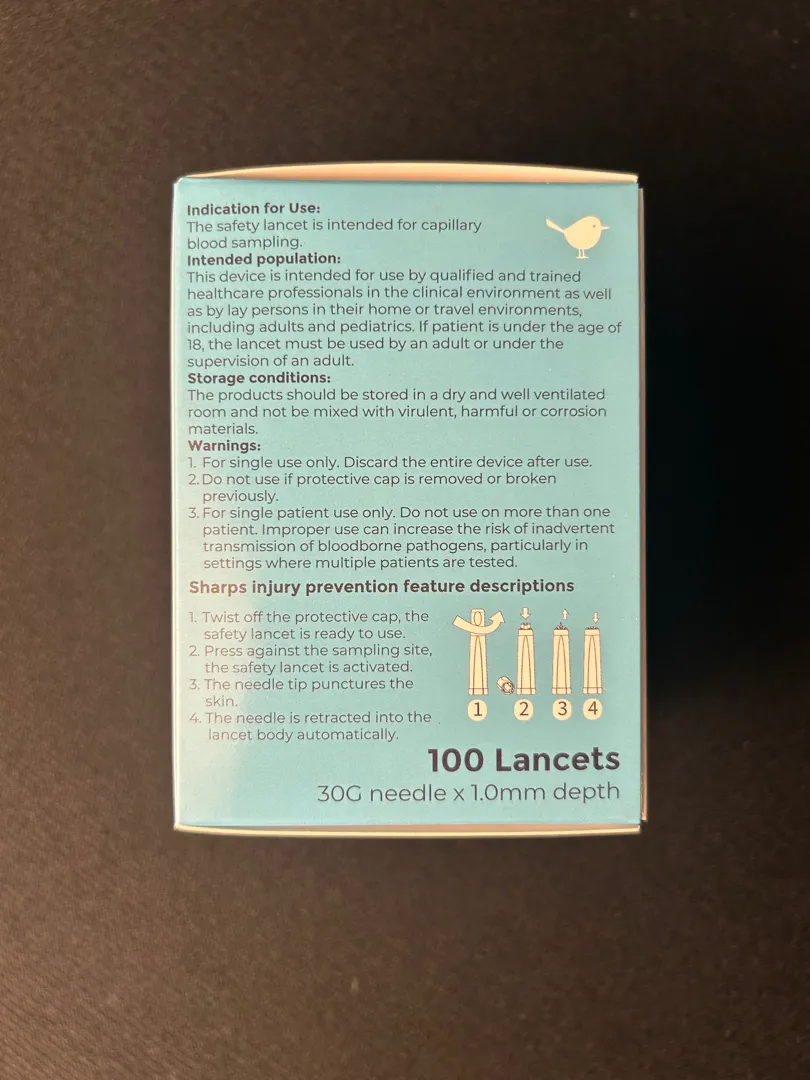 Indication for Use:
The safety lancet is intended for capillary
blood sampling.
Intended population:
This device is intended for use by qualified and trained
healthcare professionals in the clinical environment as well
as by lay persons in their home or travel environments,
including adults and pediatrics. If patient is under the age of
18, the lancet must be used by an adult or under the
supervision of an adult.
Storage conditions:
The products should be stored in a dry and well ventilated
room and not be mixed with virulent, harmful or corrosion
materials.
Warnings:
1. For single use only. Discard the entire device after use.
2. Do not use if protective cap is removed or broken
previously.
3. For single patient use only. Do not use on more than one
patient. Improper use can increase the risk of inadvertent
transmission of bloodborne pathogens, particularly in
settings where multiple patients are tested.
Sharps injury prevention feature descriptions
1. Twist off the protective cap, the
safety lancet is ready to use.
2. Press against the sampling site,
the safety lancet is activated.
3. The needle tip punctures the
skin.
4. The needle is retracted into the
lancet body automatically.
1 2 3 4
100 Lancets
30G needle x 1.0mm depth